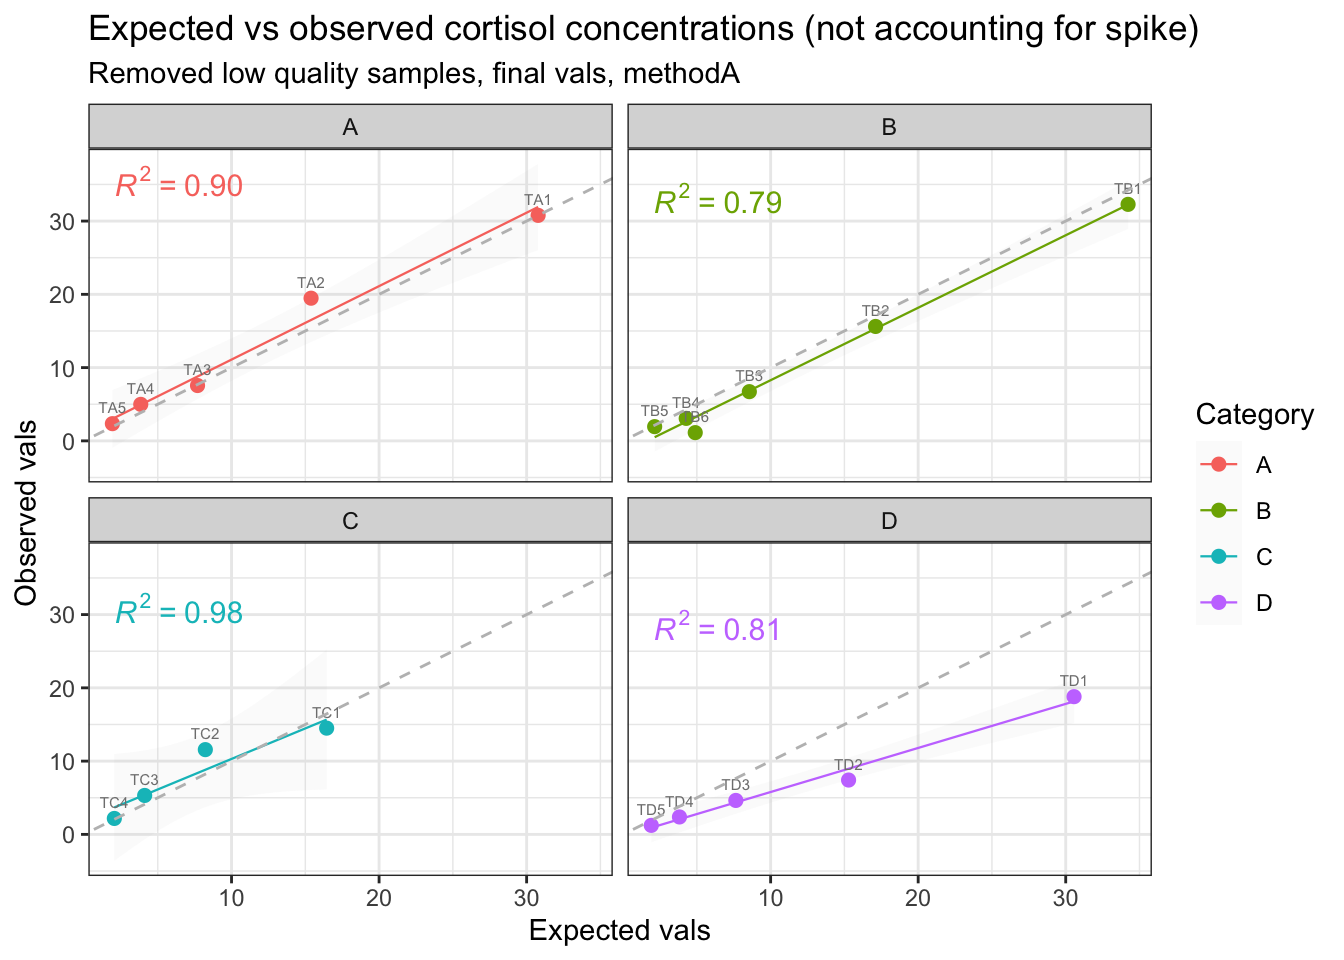 Expected vs observed cortisol concentrations (not accounting for spike)
Removed low quality samples, final vals, methodA
A
B
R² = 0.90
TA1
TA2
TA3
TA4
TA5
R² = 0.79
TB1
TB2
TB3
TB4
TB5
B6
30
20
10
0
C
D
R² = 0.98
TC1
TC2
TC3
TC4
R² = 0.81
TD1
TD2
TD3
TD4
TD5
30
20
10
0
10
20
30
10
20
30
Expected vals
Observed vals
Category
A
B
C
D